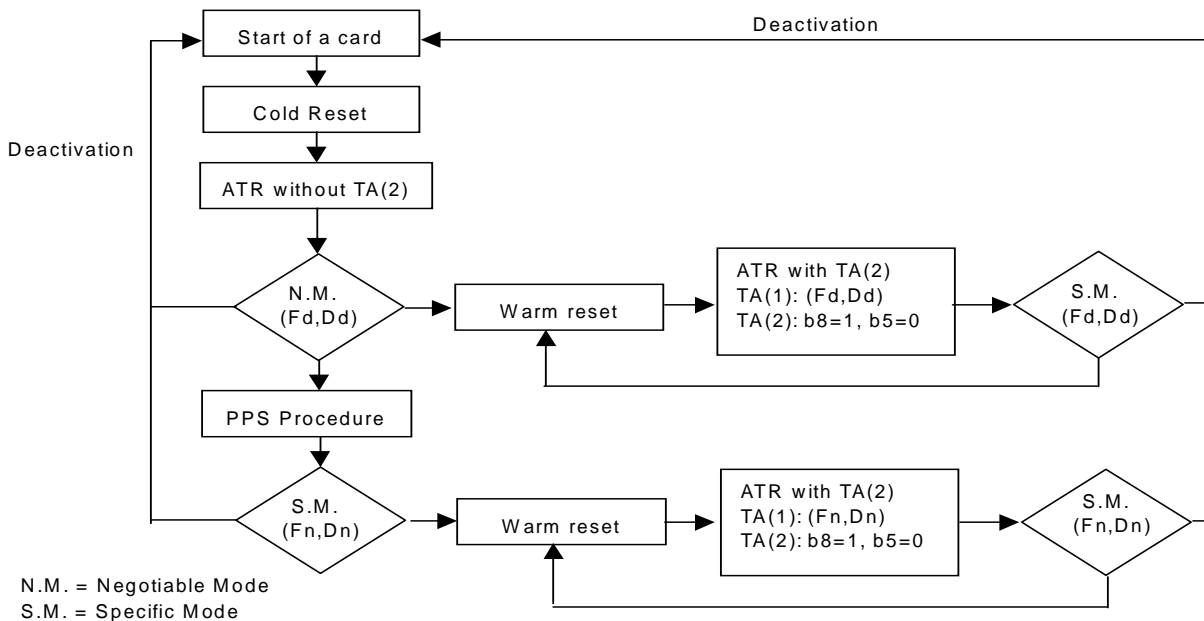 Deactivation
Start of a card
Cold Reset
Deactivation
ATR without TA(2)
N.M.
(Fd,Dd)
Warm reset
ATR with TA(2)
TA(1): (Fd,Dd)
TA(2): b8=1, b5=0
S.M.
(Fd,Dd)
PPS Procedure
S.M.
(Fn,Dn)
Warm reset
ATR with TA(2)
TA(1): (Fn,Dn)
TA(2): b8=1, b5=0
S.M.
(Fn,Dn)
N.M. = Negotiable Mode
S.M. = Specific Mode